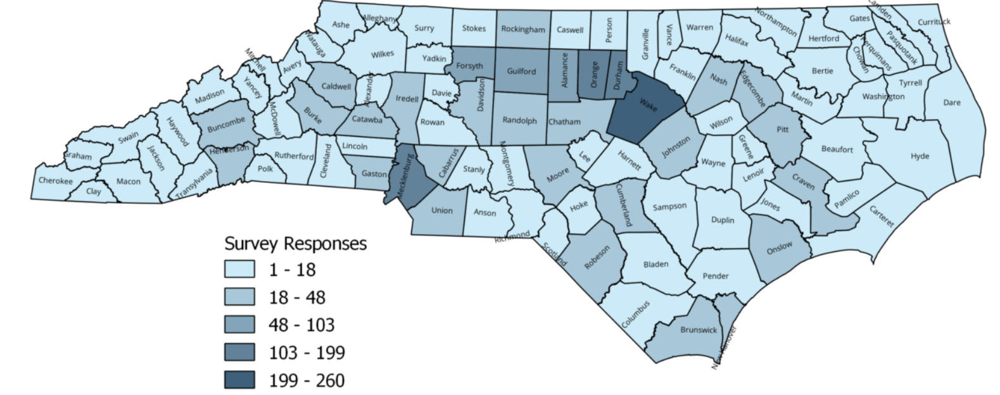 Ashe
Alleghany
Surry
Stokes
Rockingham
Caswell
Person
Granville
Vance
Warren
Halifax
Northampton
Gates
Camden
Currituck
Hertford
Pasquotank
Perquimans
Chowan
Bertie
Watauga
Wilkes
Yadkin
Forsyth
Guilford
Alamance
Orange
Durham
Franklin
Nash
Edgecombe
Martin
Washington
Tyrrell
Dare
Mitchell
Avery
Caldwell
Alexander
Iredell
Davie
Davidson
Randolph
Chatham
Wake
Wilson
Pitt
Beaufort
Hyde
Madison
Yancey
McDowell
Burke
Catawba
Rowan
Johnston
Greene
Buncombe
Haywood
Swain
Graham
Jackson
Henderson
Rutherford
Cleveland
Lincoln
Gaston
Mecklenburg
Cabarrus
Stanly
Montgomery
Moore
Lee
Harnett
Wayne
Lenoir
Craven
Pamlico
Carteret
Cherokee
Clay
Macon
Transylvania
Polk
Union
Anson
Richmond
Scotland
Hoke
Cumberland
Sampson
Duplin
Jones
Onslow
Robeson
Bladen
Pender
Columbus
Brunswick
New Hanover
Survey Responses
1 - 18
18 - 48
48 - 103
103 - 199
199 - 260